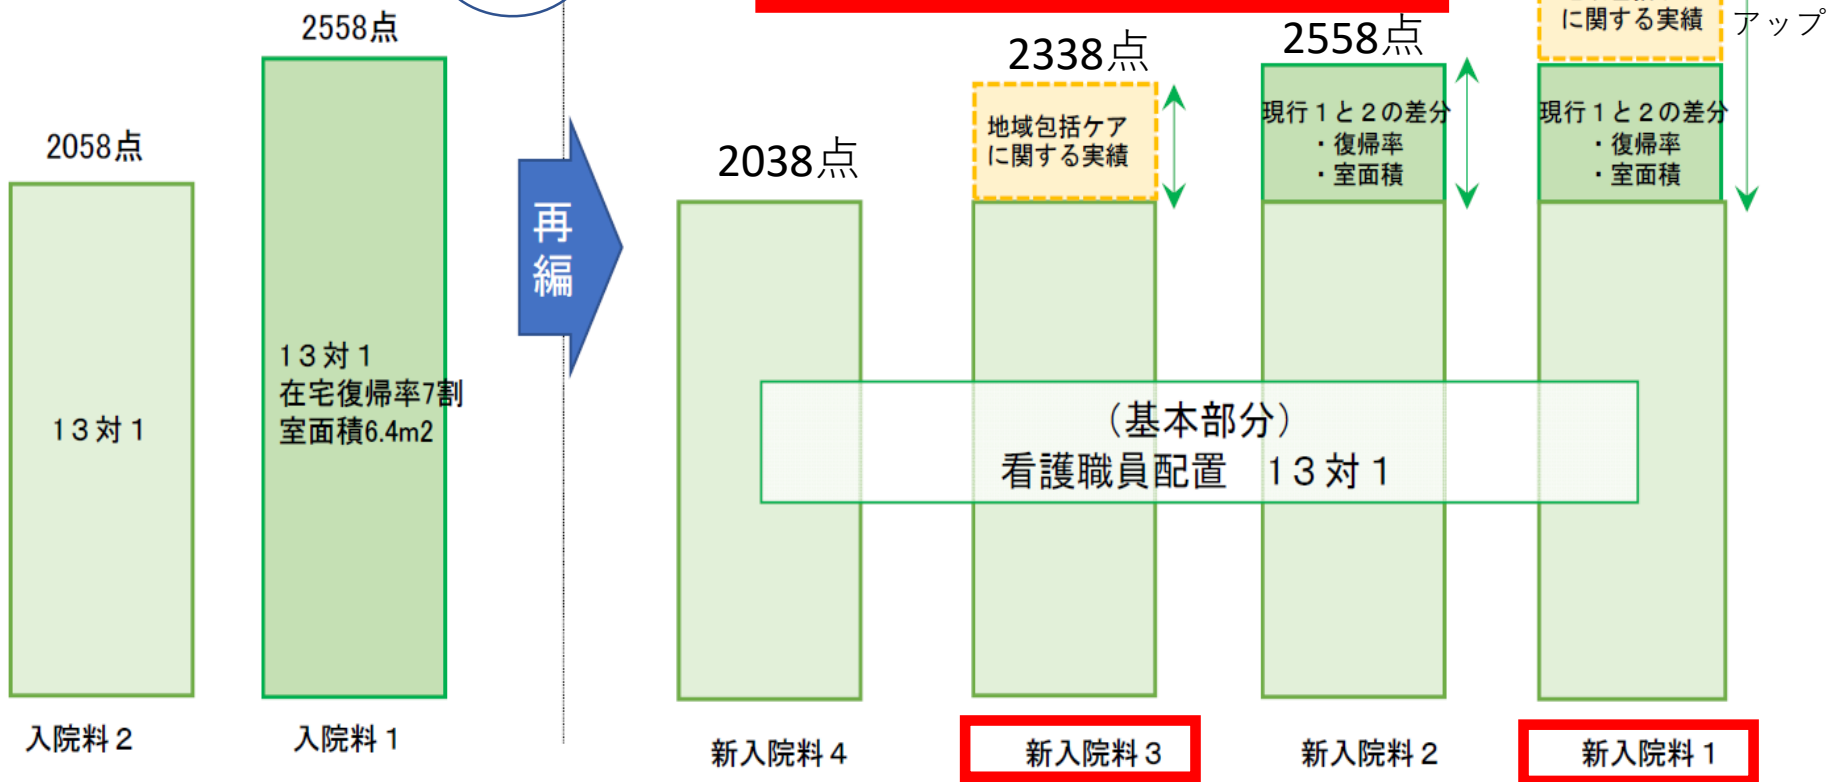 2558点
2058点
13対1
13対1
在宅復帰率7割
室面積6.4m2
入院料2
入院料1
再
編
2038点
2338点
地域包括ケア
に関する実績
2558点
現行1と2の差分
・復帰率
・室面積
に関する実績
アップ
現行1と2の差分
・復帰率
・室面積
（基本部分）
看護職員配置　13対1
新入院料4
新入院料3
新入院料2
新入院料1